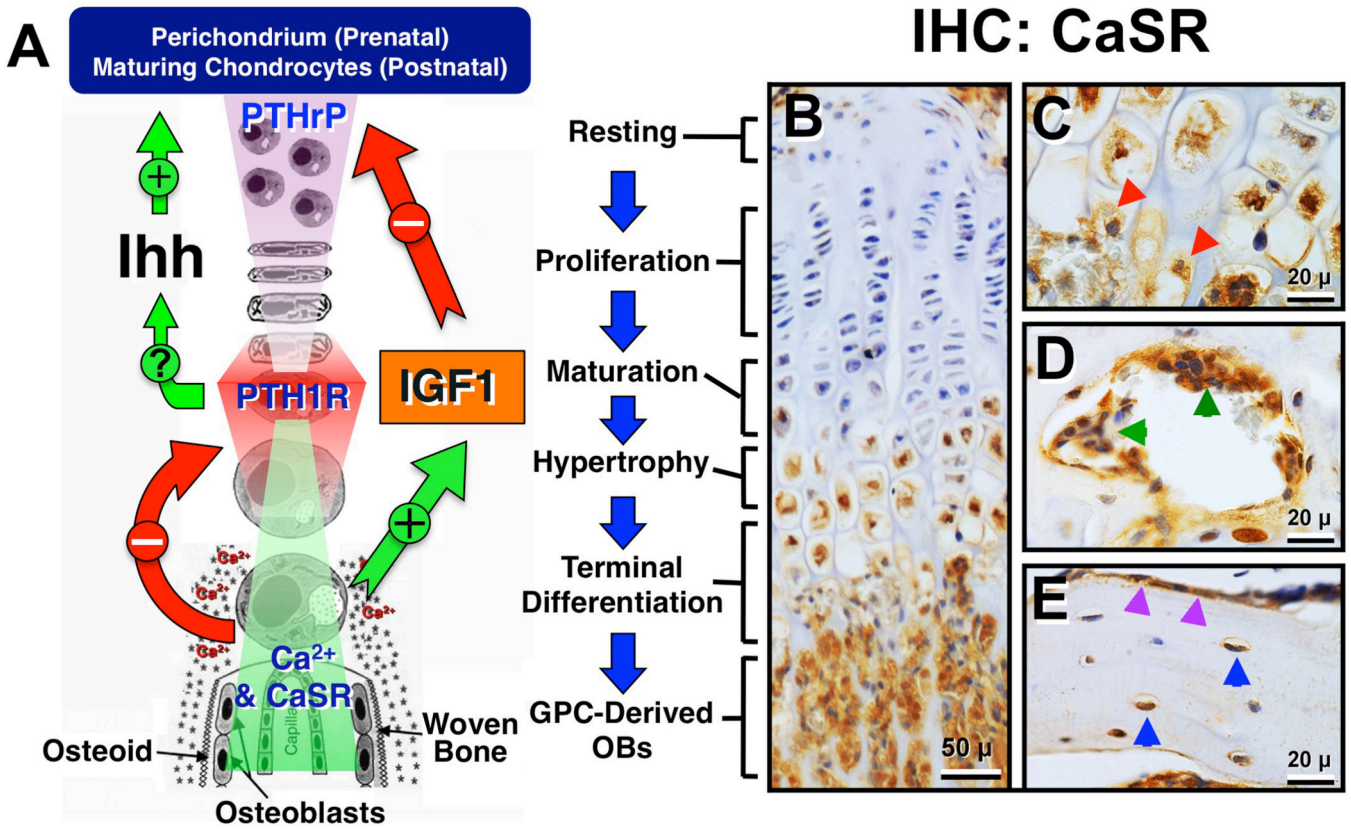 A
Perichondrium (Prenatal)
Maturing Chondrocytes (Postnatal)
PTHrP
+
−
Ihh
?
PTH1R
IGF1
−
+
Ca²⁺
Ca²⁺
Ca²⁺
Ca²⁺
Ca²⁺
& CaSR
Capillary
Osteoid
Woven
Bone
Osteoblasts
Resting
Proliferation
Maturation
Hypertrophy
Terminal
Differentiation
GPC-Derived
OBs
IHC: CaSR
B
50 µ
C
20 µ
D
20 µ
E
20 µ